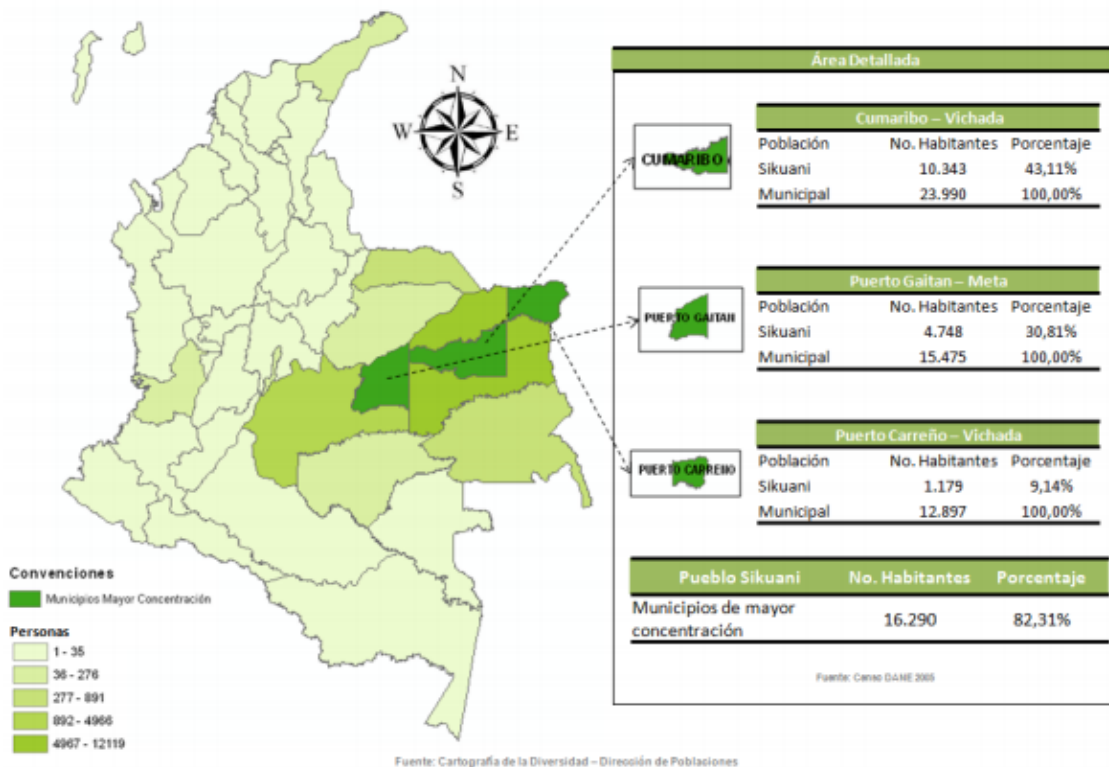 N
W
E
S
Área Detallada
CUMARIBO
Cumaribo – Vichada
Población No. Habitantes Porcentaje
Sikuani 10.343 43,11%
Municipal 23.990 100,00%
PUERTO GAITAN
Puerto Gaitan – Meta
Población No. Habitantes Porcentaje
Sikuani 4.748 30,81%
Municipal 15.475 100,00%
PUERTO CARREÑO
Puerto Carreño – Vichada
Población No. Habitantes Porcentaje
Sikuani 1.179 9,14%
Municipal 12.897 100,00%
Pueblo Sikuani No. Habitantes Porcentaje
Municipios de mayor
concentración 16.290 82,31%
Fuente: Censo DANE 2005
Convenciones
Municipios Mayor Concentración
Personas
1 - 35
36 - 276
277 - 891
892 - 4966
4967 - 12119
Fuente: Cartografía de la Diversidad – Dirección de Poblaciones